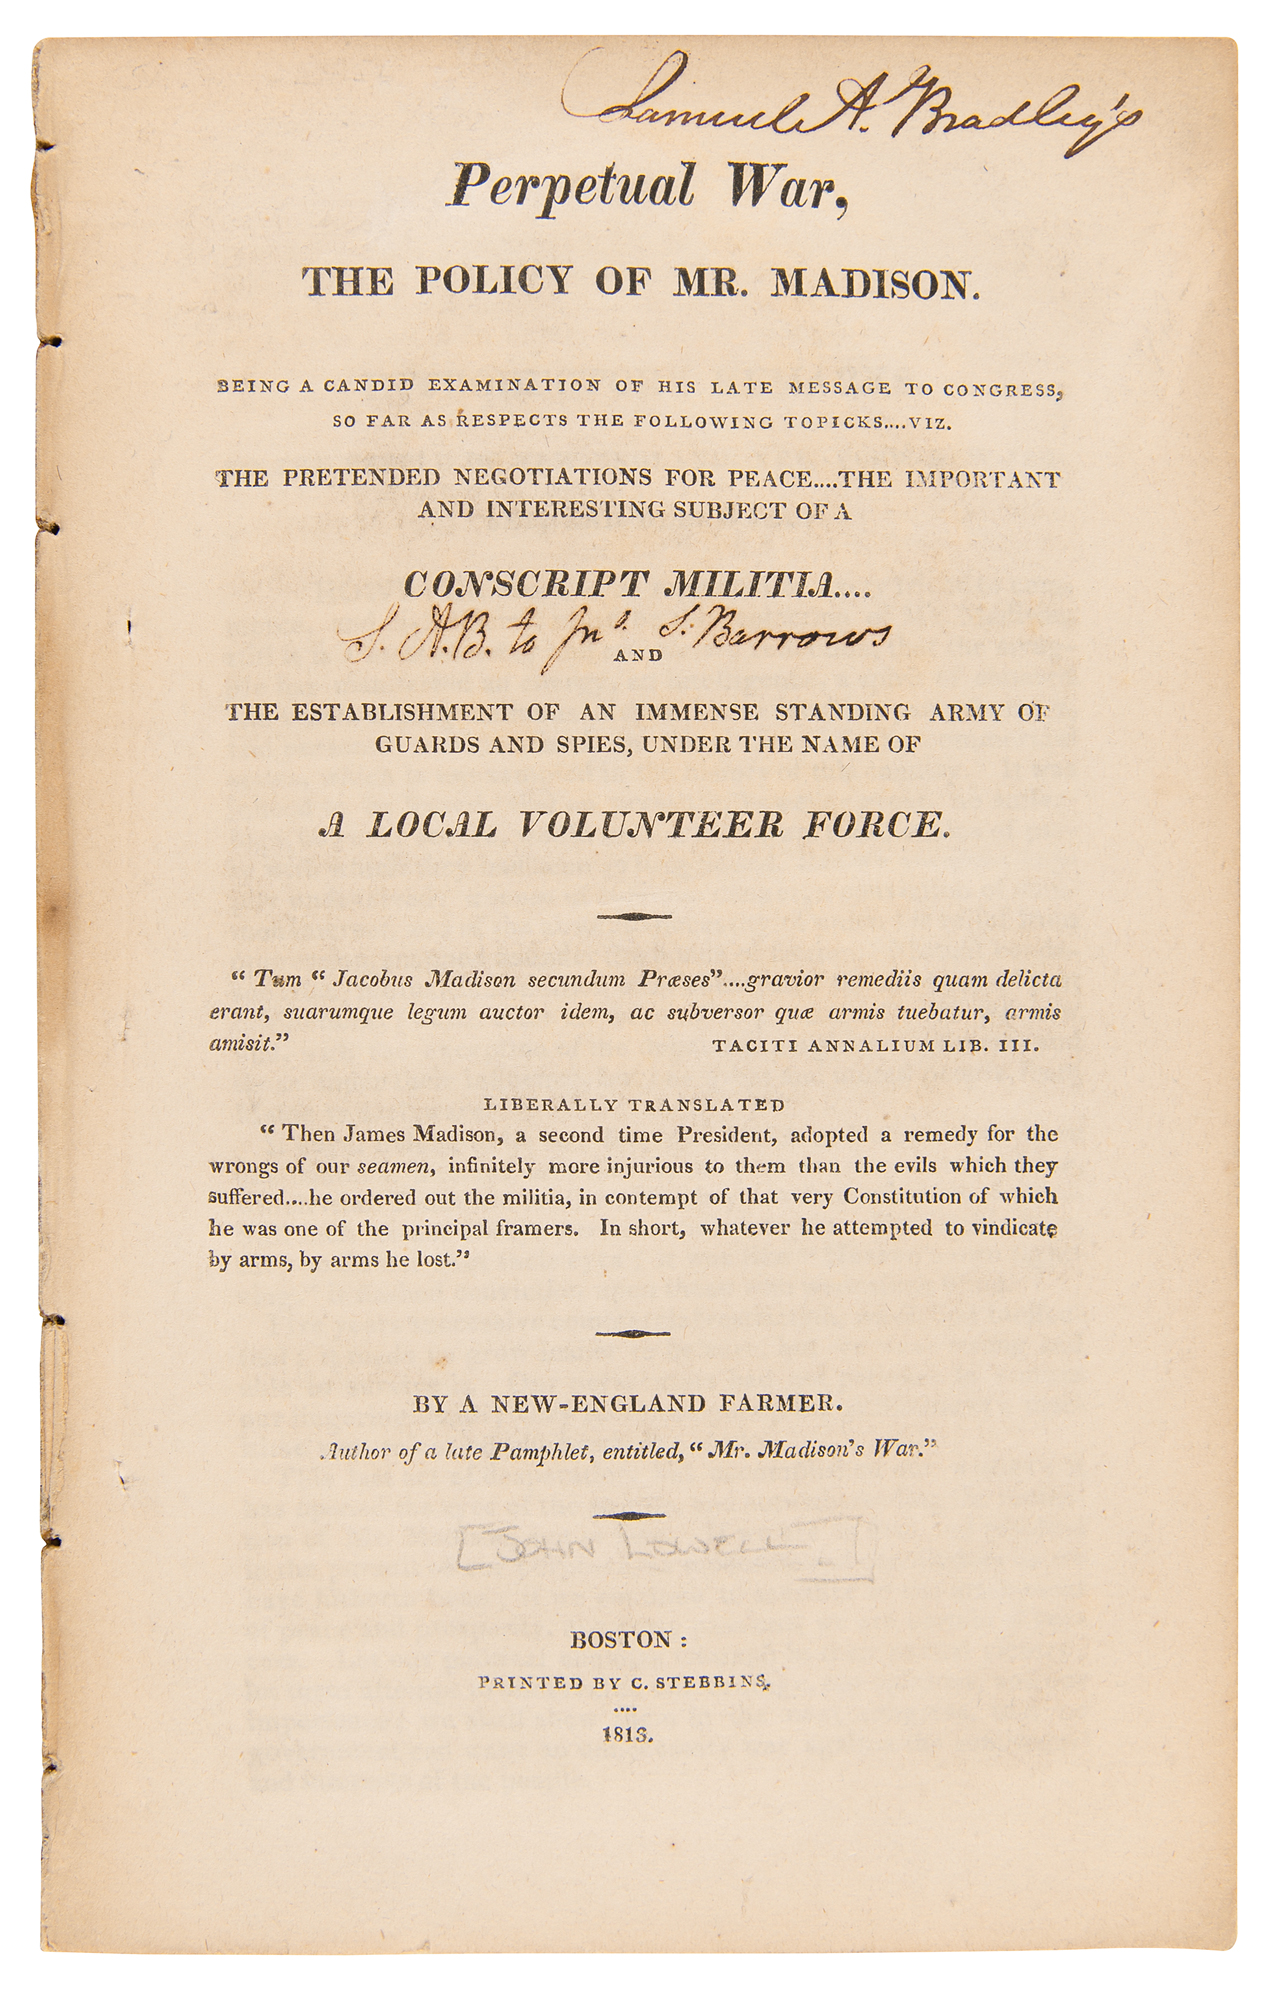 Samuel A. Bradley's
Perpetual War,
THE POLICY OF MR. MADISON.
BEING A CANDID EXAMINATION OF HIS LATE MESSAGE TO CONGRESS,
SO FAR AS RESPECTS THE FOLLOWING TOPICKS....VIZ.
THE PRETENDED NEGOTIATIONS FOR PEACE....THE IMPORTANT
AND INTERESTING SUBJECT OF A
CONSCRIPT MILITIA....
S. A. B. to Jns. S. Barrows
AND
THE ESTABLISHMENT OF AN IMMENSE STANDING ARMY OF
GUARDS AND SPIES, UNDER THE NAME OF
A LOCAL VOLUNTEER FORCE.
“ Tum “ Jacobus Madison secundum Præses”....gravior remediis quam delicta
erant, suarumque legum auctor idem, ac subversor quæ armis tuebatur, armis
amisit.” TACITI ANNALIUM LIB. III.
LIBERALLY TRANSLATED
“ Then James Madison, a second time President, adopted a remedy for the
wrongs of our seamen, infinitely more injurious to them than the evils which they
suffered....he ordered out the militia, in contempt of that very Constitution of which
he was one of the principal framers. In short, whatever he attempted to vindicate
by arms, by arms he lost.”
BY A NEW-ENGLAND FARMER.
Author of a late Pamphlet, entitled, “ Mr. Madison's War.”
[JOHN LOWELL.]
BOSTON :
PRINTED BY C. STEBBINS.
....
1813.